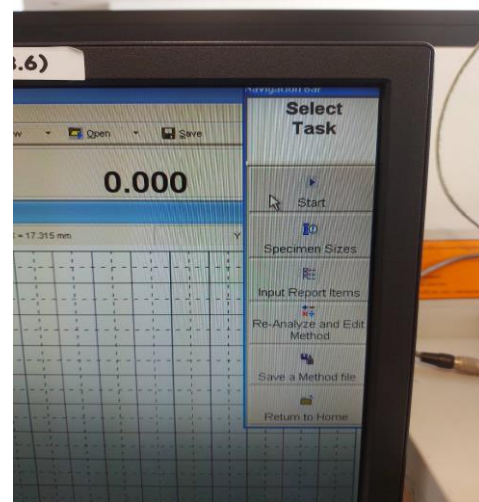 .6)
Navigation Bar
Select
Task
Open
Save
0.000
Start
= 17.315 mm
Y
Specimen Sizes
Input Report Items
Re-Analyze and Edit
Method
Save a Method file
Return to Home